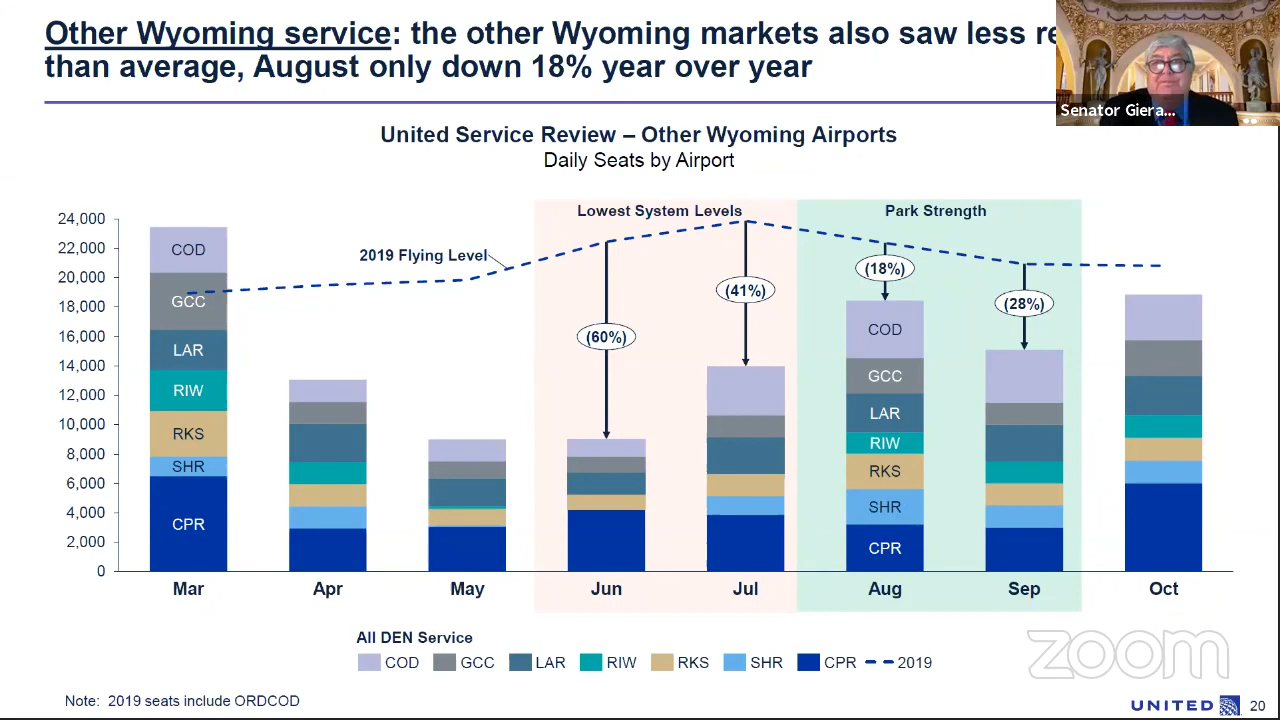 Other Wyoming service: the other Wyoming markets also saw less
than average, August only down 18% year over year
Senator Giera...
United Service Review – Other Wyoming Airports
Daily Seats by Airport
Lowest System Levels
Park Strength
24,000
22,000
20,000
18,000
16,000
14,000
12,000
10,000
8,000
6,000
4,000
2,000
0
2019 Flying Level
(60%)
(41%)
(18%)
(28%)
COD
GCC
LAR
RIW
RKS
SHR
CPR
COD
GCC
LAR
RIW
RKS
SHR
CPR
Mar Apr May Jun Jul Aug Sep Oct
All DEN Service
COD GCC LAR RIW RKS SHR CPR 2019
zoom
Note: 2019 seats include ORDCOD
UNITED 20